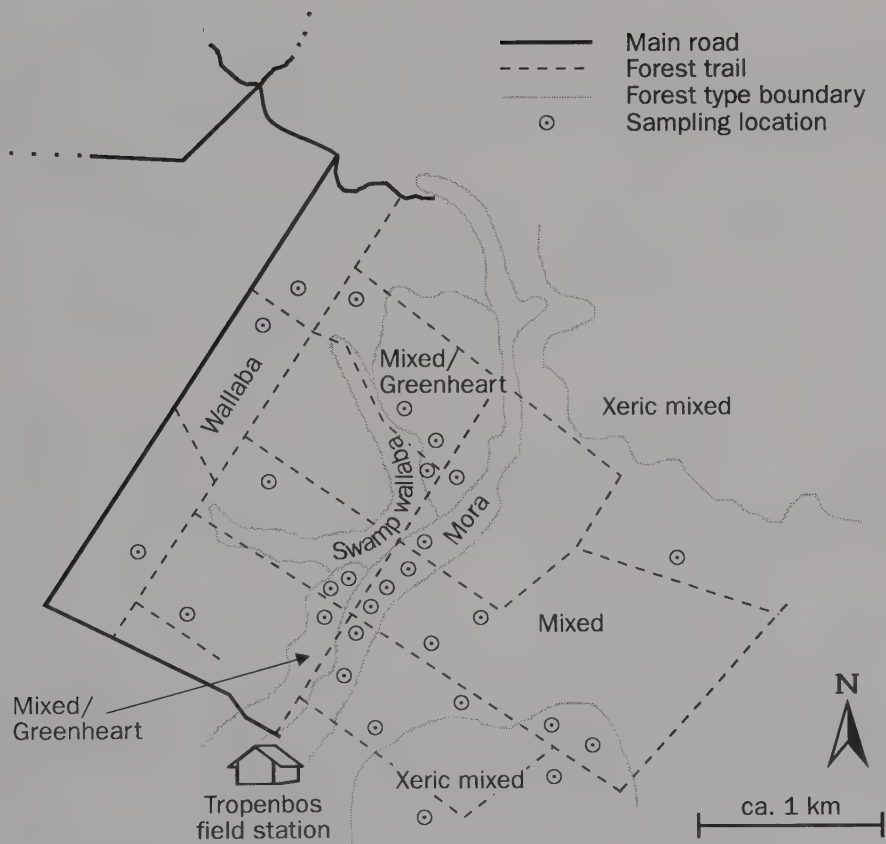 Main road
Forest trail
Forest type boundary
Sampling location
Wallaba
Mixed/
Greenheart
Xeric mixed
Swamp wallaba
Mora
Mixed
Mixed/
Greenheart
N
Xeric mixed
Tropenbos
field station
ca. 1 km